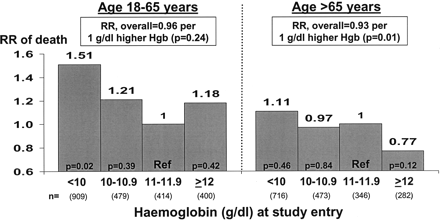 Age 18-65 years
RR, overall=0.96 per
1 g/dl higher Hgb (p=0.24)
Age >65 years
RR, overall=0.93 per
1 g/dl higher Hgb (p=0.01)
RR of death
1.6
1.4
1.2
1.0
0.8
0.6
1.51
1.21
1
1.18
1.11
0.97
1
0.77
p=0.02 p=0.39 Ref p=0.42 p=0.46 p=0.84 Ref p=0.12
<10 10-10.9 11-11.9 ≥12 <10 10-10.9 11-11.9 ≥12
n= (909) (479) (414) (400) (716) (473) (346) (282)
Haemoglobin (g/dl) at study entry